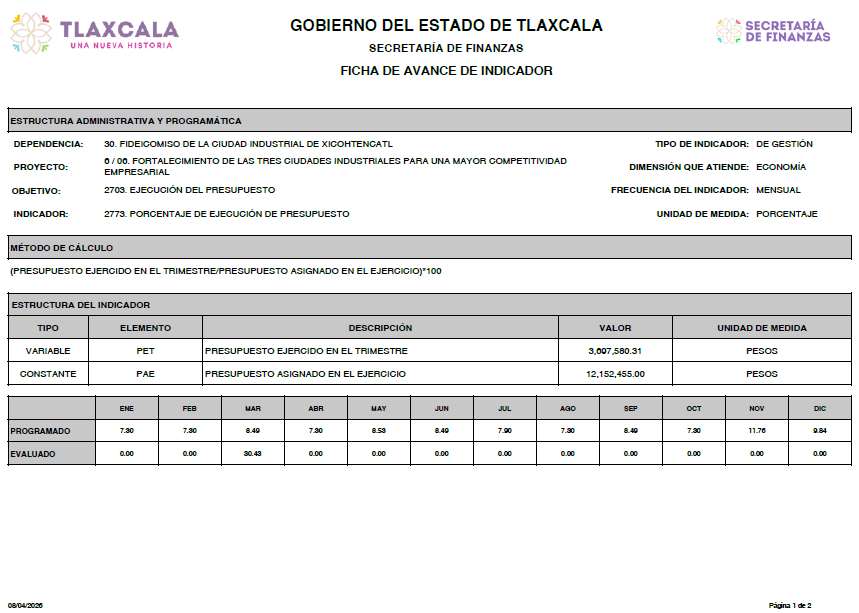 TLAXCALA
UNA NUEVA HISTORIA
GOBIERNO DEL ESTADO DE TLAXCALA
SECRETARÍA DE FINANZAS
FICHA DE AVANCE DE INDICADOR
SECRETARÍA
DE FINANZAS
ESTRUCTURA ADMINISTRATIVA Y PROGRAMÁTICA
DEPENDENCIA: 30. FIDEICOMISO DE LA CIUDAD INDUSTRIAL DE XICOHTENCATL TIPO DE INDICADOR: DE GESTIÓN
PROYECTO: 6 / 06. FORTALECIMIENTO DE LAS TRES CIUDADES INDUSTRIALES PARA UNA MAYOR COMPETITIVIDAD
EMPRESARIAL DIMENSIÓN QUE ATIENDE: ECONOMÍA
OBJETIVO: 2703. EJECUCIÓN DEL PRESUPUESTO FRECUENCIA DEL INDICADOR: MENSUAL
INDICADOR: 2773. PORCENTAJE DE EJECUCIÓN DE PRESUPUESTO UNIDAD DE MEDIDA: PORCENTAJE
MÉTODO DE CÁLCULO
(PRESUPUESTO EJERCIDO EN EL TRIMESTRE/PRESUPUESTO ASIGNADO EN EL EJERCICIO)*100
ESTRUCTURA DEL INDICADOR
TIPO ELEMENTO DESCRIPCIÓN VALOR UNIDAD DE MEDIDA
VARIABLE PET PRESUPUESTO EJERCIDO EN EL TRIMESTRE 3,697,580.31 PESOS
CONSTANTE PAE PRESUPUESTO ASIGNADO EN EL EJERCICIO 12,152,455.00 PESOS
ENE FEB MAR ABR MAY JUN JUL AGO SEP OCT NOV DIC
PROGRAMADO 7.30 7.30 8.49 7.30 8.53 8.49 7.90 7.30 8.49 7.30 11.76 9.84
EVALUADO 0.00 0.00 30.43 0.00 0.00 0.00 0.00 0.00 0.00 0.00 0.00 0.00
08/04/2026 Página 1 de 2